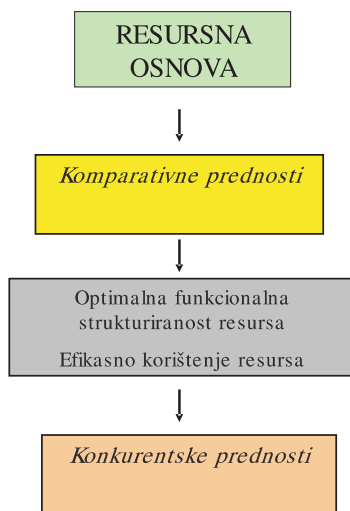 RESURSNA
OSNOVA
Komparativne prednosti
Optimalna funkcionalna
strukturiranost resursa
Efikasno korištenje resursa
Konkurentske prednosti